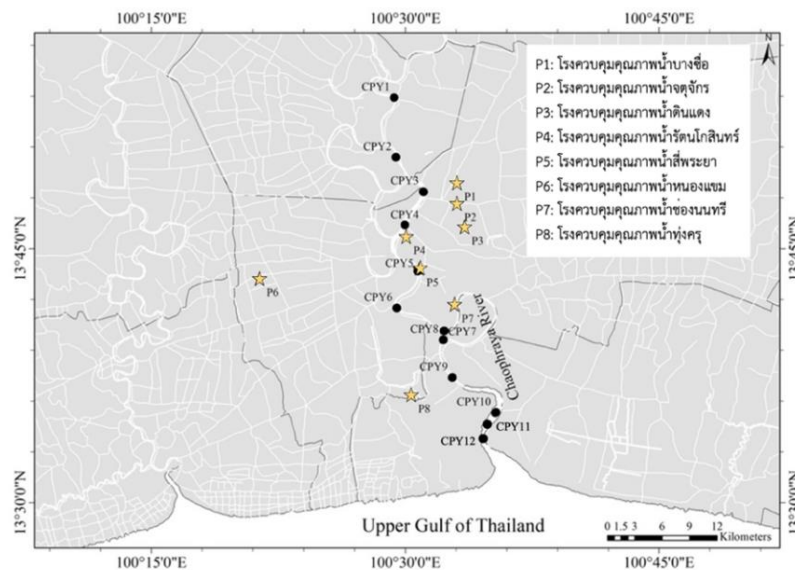 100°15'0"E 100°30'0"E 100°45'0"E
N
P1: โรงควบคุมคุณภาพน้ำบางซื่อ
P2: โรงควบคุมคุณภาพน้ำจตุจักร
P3: โรงควบคุมคุณภาพน้ำดินแดง
P4: โรงควบคุมคุณภาพน้ำรัตนโกสินทร์
P5: โรงควบคุมคุณภาพน้ำสี่พระยา
P6: โรงควบคุมคุณภาพน้ำหนองแขม
P7: โรงควบคุมคุณภาพน้ำช่องนนทรี
P8: โรงควบคุมคุณภาพน้ำทุ่งครุ
CPY1
CPY2
CPY3
P1
P2
CPY4
P3
P4
13°45'0"N 13°45'0"N
CPY5
P5
P6
CPY6
P7
Chaophraya River
CPY8 CPY7
CPY9
P8
CPY10
CPY11
CPY12
13°30'0"N 13°30'0"N
Upper Gulf of Thailand
0 1.5 3 6 9 12
Kilometers
100°15'0"E 100°30'0"E 100°45'0"E